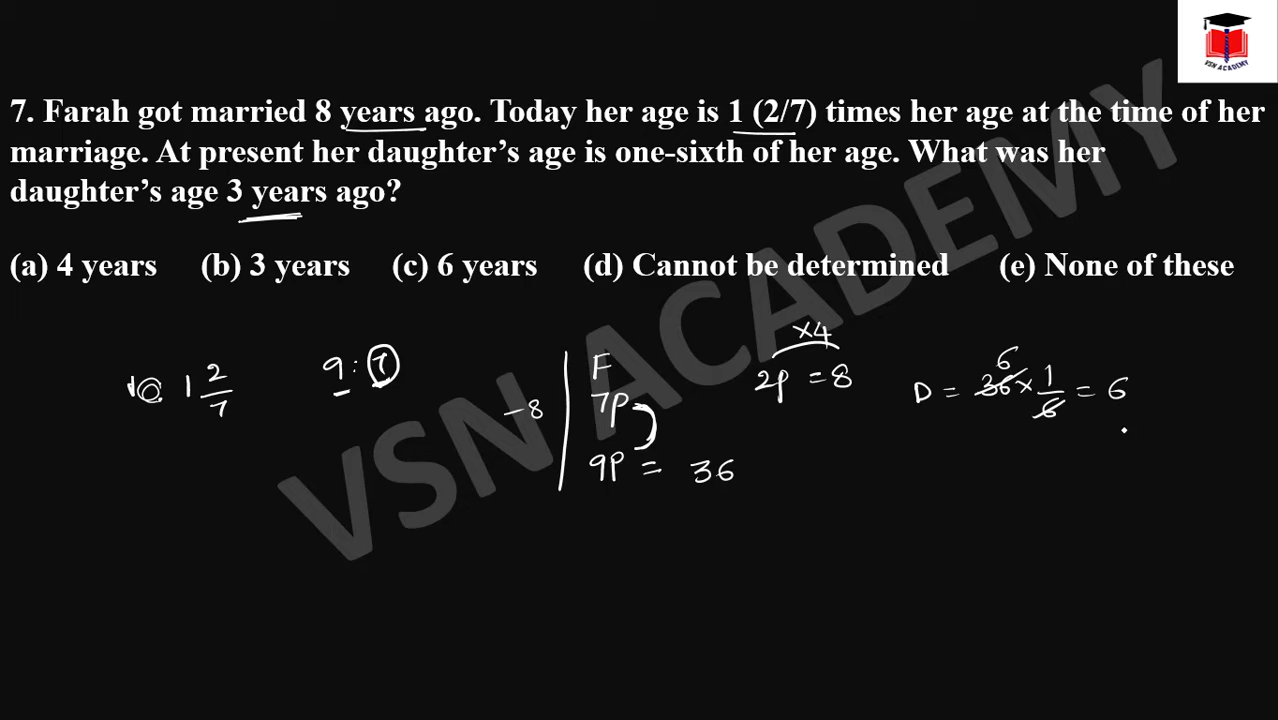 VSN ACADEMY
7. Farah got married 8 years ago. Today her age is 1 (2/7) times her age at the time of her
marriage. At present her daughter’s age is one-sixth of her age. What was her
daughter’s age 3 years ago?
(a) 4 years (b) 3 years (c) 6 years (d) Cannot be determined (e) None of these
1 2/7
9 : 7
F
-8 7P
9P = 36
×4
2P = 8
6
D = 36 × 1/6 = 6
VSN ACADEMY